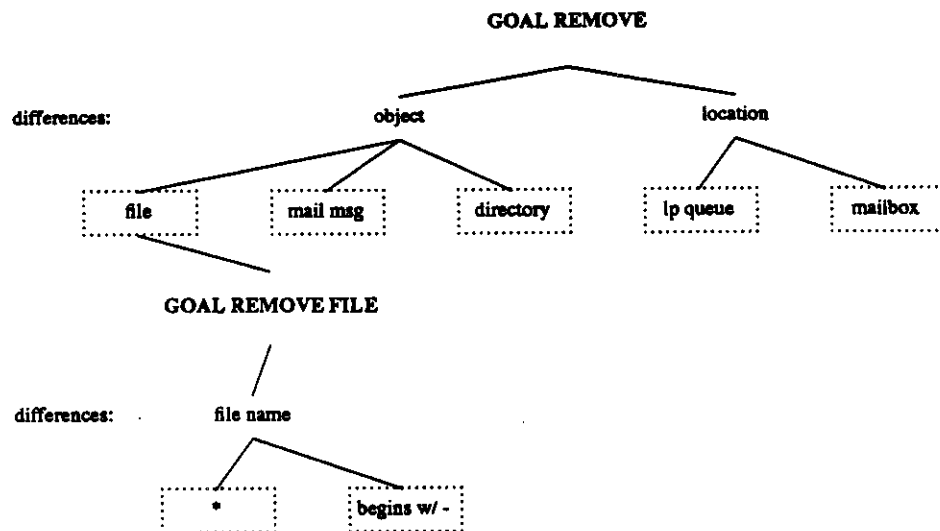 GOAL REMOVE
differences: object location
file mail msg directory lp queue mailbox
GOAL REMOVE FILE
differences: file name
* begins w/ -